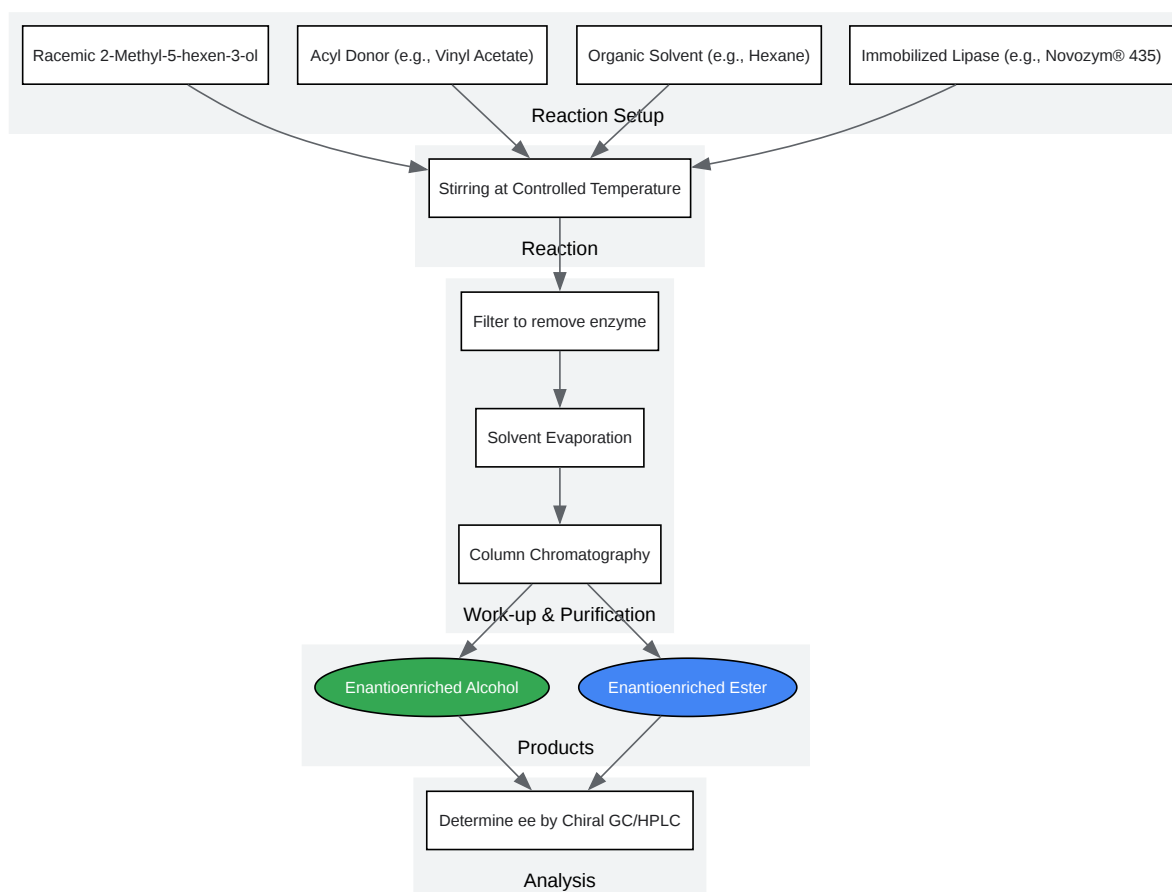 Racemic 2-Methyl-5-hexen-3-ol
Acyl Donor (e.g., Vinyl Acetate)
Organic Solvent (e.g., Hexane)
Immobilized Lipase (e.g., Novozym® 435)
Reaction Setup
Stirring at Controlled Temperature
Reaction
Filter to remove enzyme
Solvent Evaporation
Column Chromatography
Work-up & Purification
Enantioenriched Alcohol
Enantioenriched Ester
Products
Determine ee by Chiral GC/HPLC
Analysis